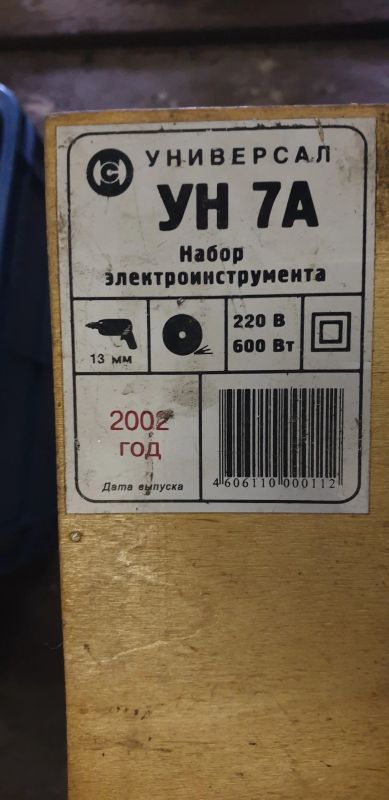 УНИВЕРСАЛ
УН 7А
Набор
электроинструмента
13 мм
220 В
600 Вт
2002
год
Дата выпуска
4 606110 000112